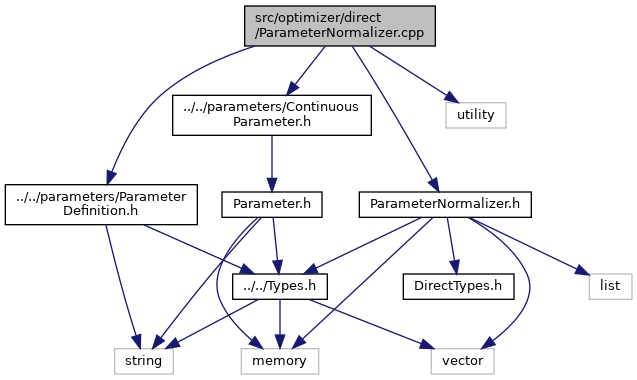 src/optimizer/direct
/ParameterNormalizer.cpp
../../parameters/Continuous
Parameter.h
utility
../../parameters/Parameter
Definition.h
Parameter.h
ParameterNormalizer.h
../../Types.h
DirectTypes.h
list
string
memory
vector